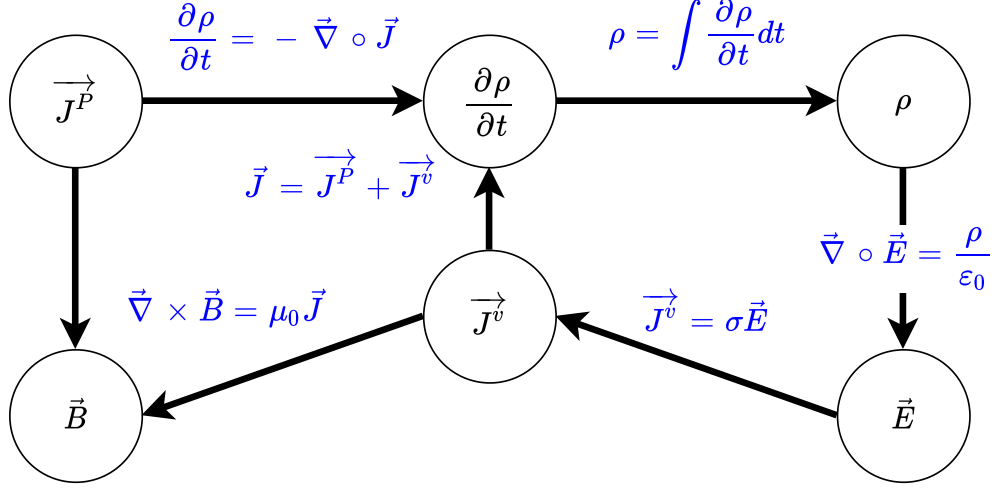 ∂ρ/∂t = − ∇⃗ ∘ J⃗
ρ = ∫ ∂ρ/∂t dt
J^P⃗
∂ρ/∂t
ρ
J⃗ = J^P⃗ + J^v⃗
∇⃗ ∘ E⃗ = ρ/ε₀
∇⃗ × B⃗ = μ₀J⃗
J^v⃗
J^v⃗ = σE⃗
B⃗
E⃗